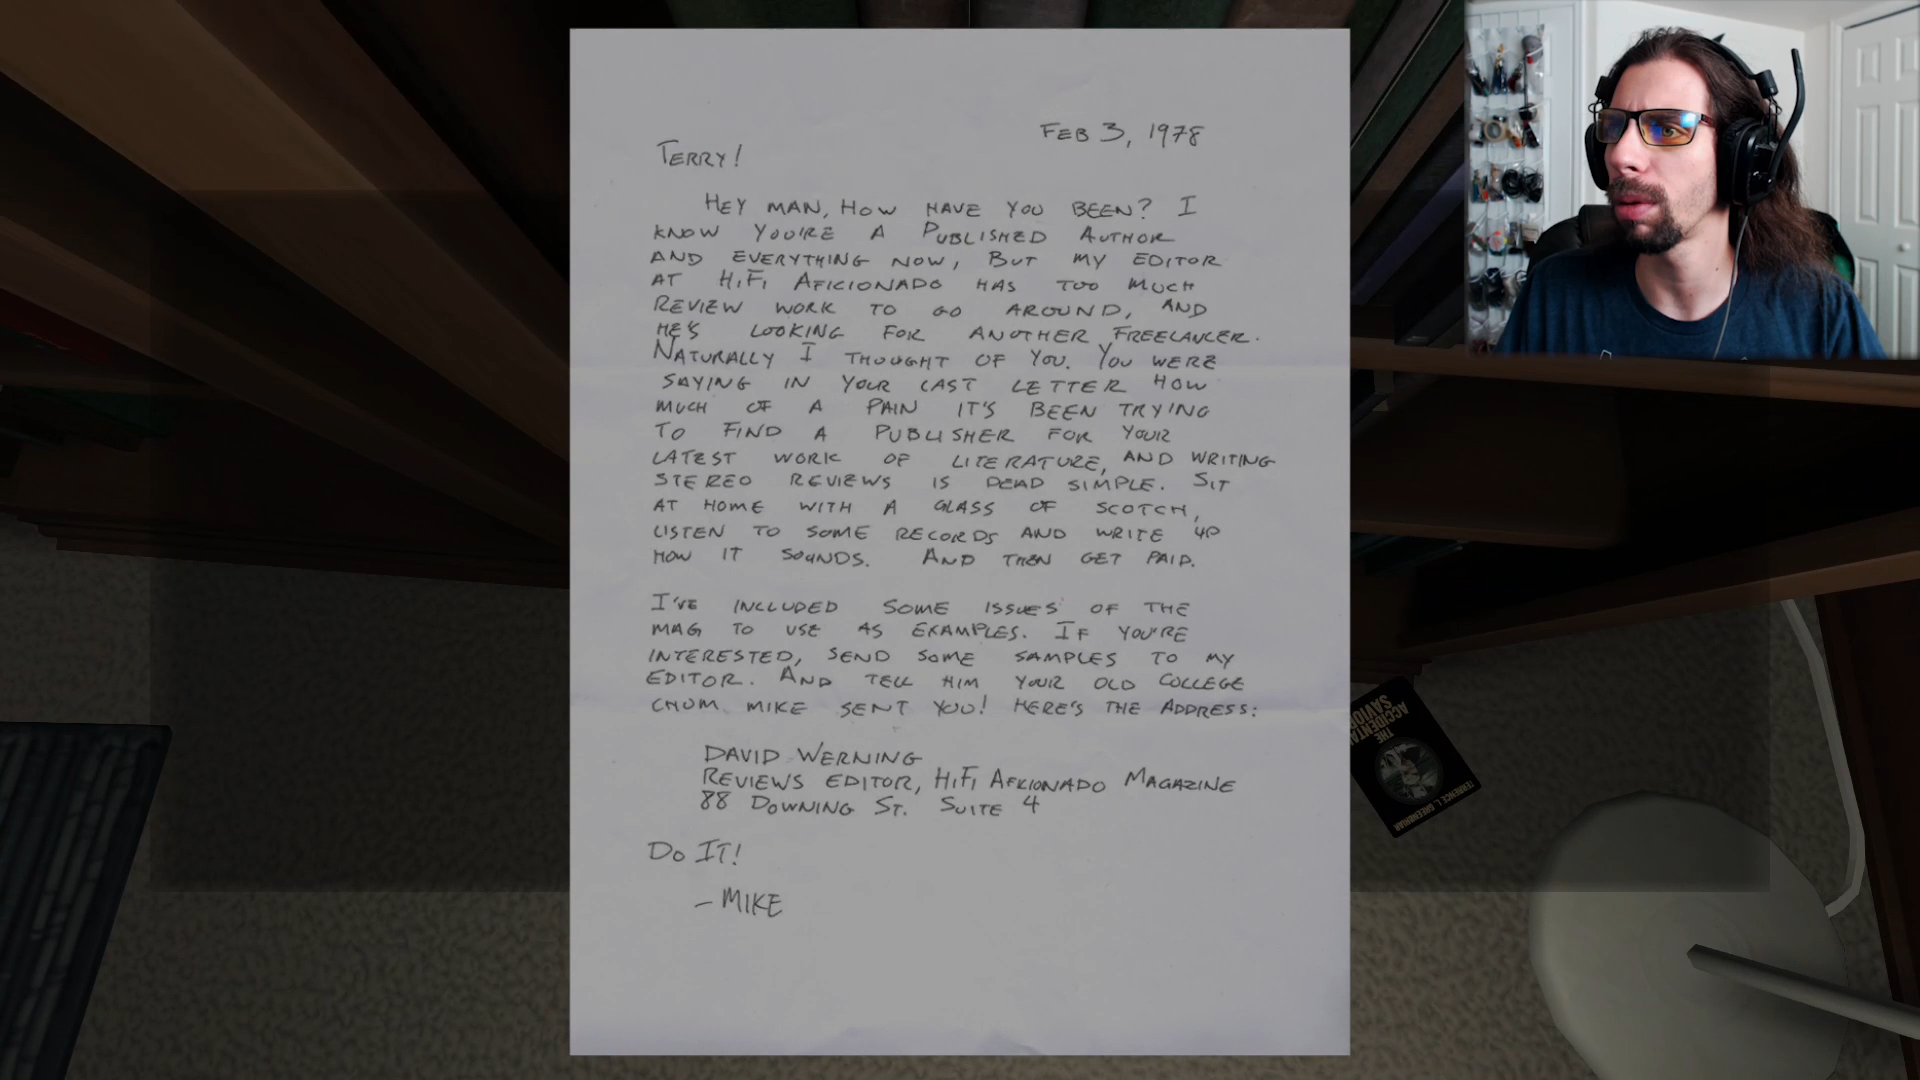 FEB 3, 1978
TERRY!
HEY MAN, HOW HAVE YOU BEEN? I
KNOW YOU'RE A PUBLISHED AUTHOR
AND EVERYTHING NOW, BUT MY EDITOR
AT HIFI AFICIONADO HAS TOO MUCH
REVIEW WORK TO GO AROUND, AND
HE'S LOOKING FOR ANOTHER FREELANCER.
NATURALLY I THOUGHT OF YOU. YOU WERE
SAYING IN YOUR LAST LETTER HOW
MUCH OF A PAIN IT'S BEEN TRYING
TO FIND A PUBLISHER FOR YOUR
LATEST WORK OF LITERATURE, AND WRITING
STEREO REVIEWS IS DEAD SIMPLE. SIT
AT HOME WITH A GLASS OF SCOTCH,
LISTEN TO SOME RECORDS AND WRITE UP
HOW IT SOUNDS. AND THEN GET PAID.
I'VE INCLUDED SOME ISSUES OF THE
MAG TO USE AS EXAMPLES. IF YOU'RE
INTERESTED, SEND SOME SAMPLES TO MY
EDITOR. AND TELL HIM YOUR OLD COLLEGE
CHUM MIKE SENT YOU! HERE'S THE ADDRESS:
DAVID WERNING
REVIEWS EDITOR, HIFI AFICIONADO MAGAZINE
88 DOWNING ST. SUITE 4
DO IT!
- MIKE
THE
ACCIDENTAL
SAVIOR
TERRENCE L. GREENBRIAR